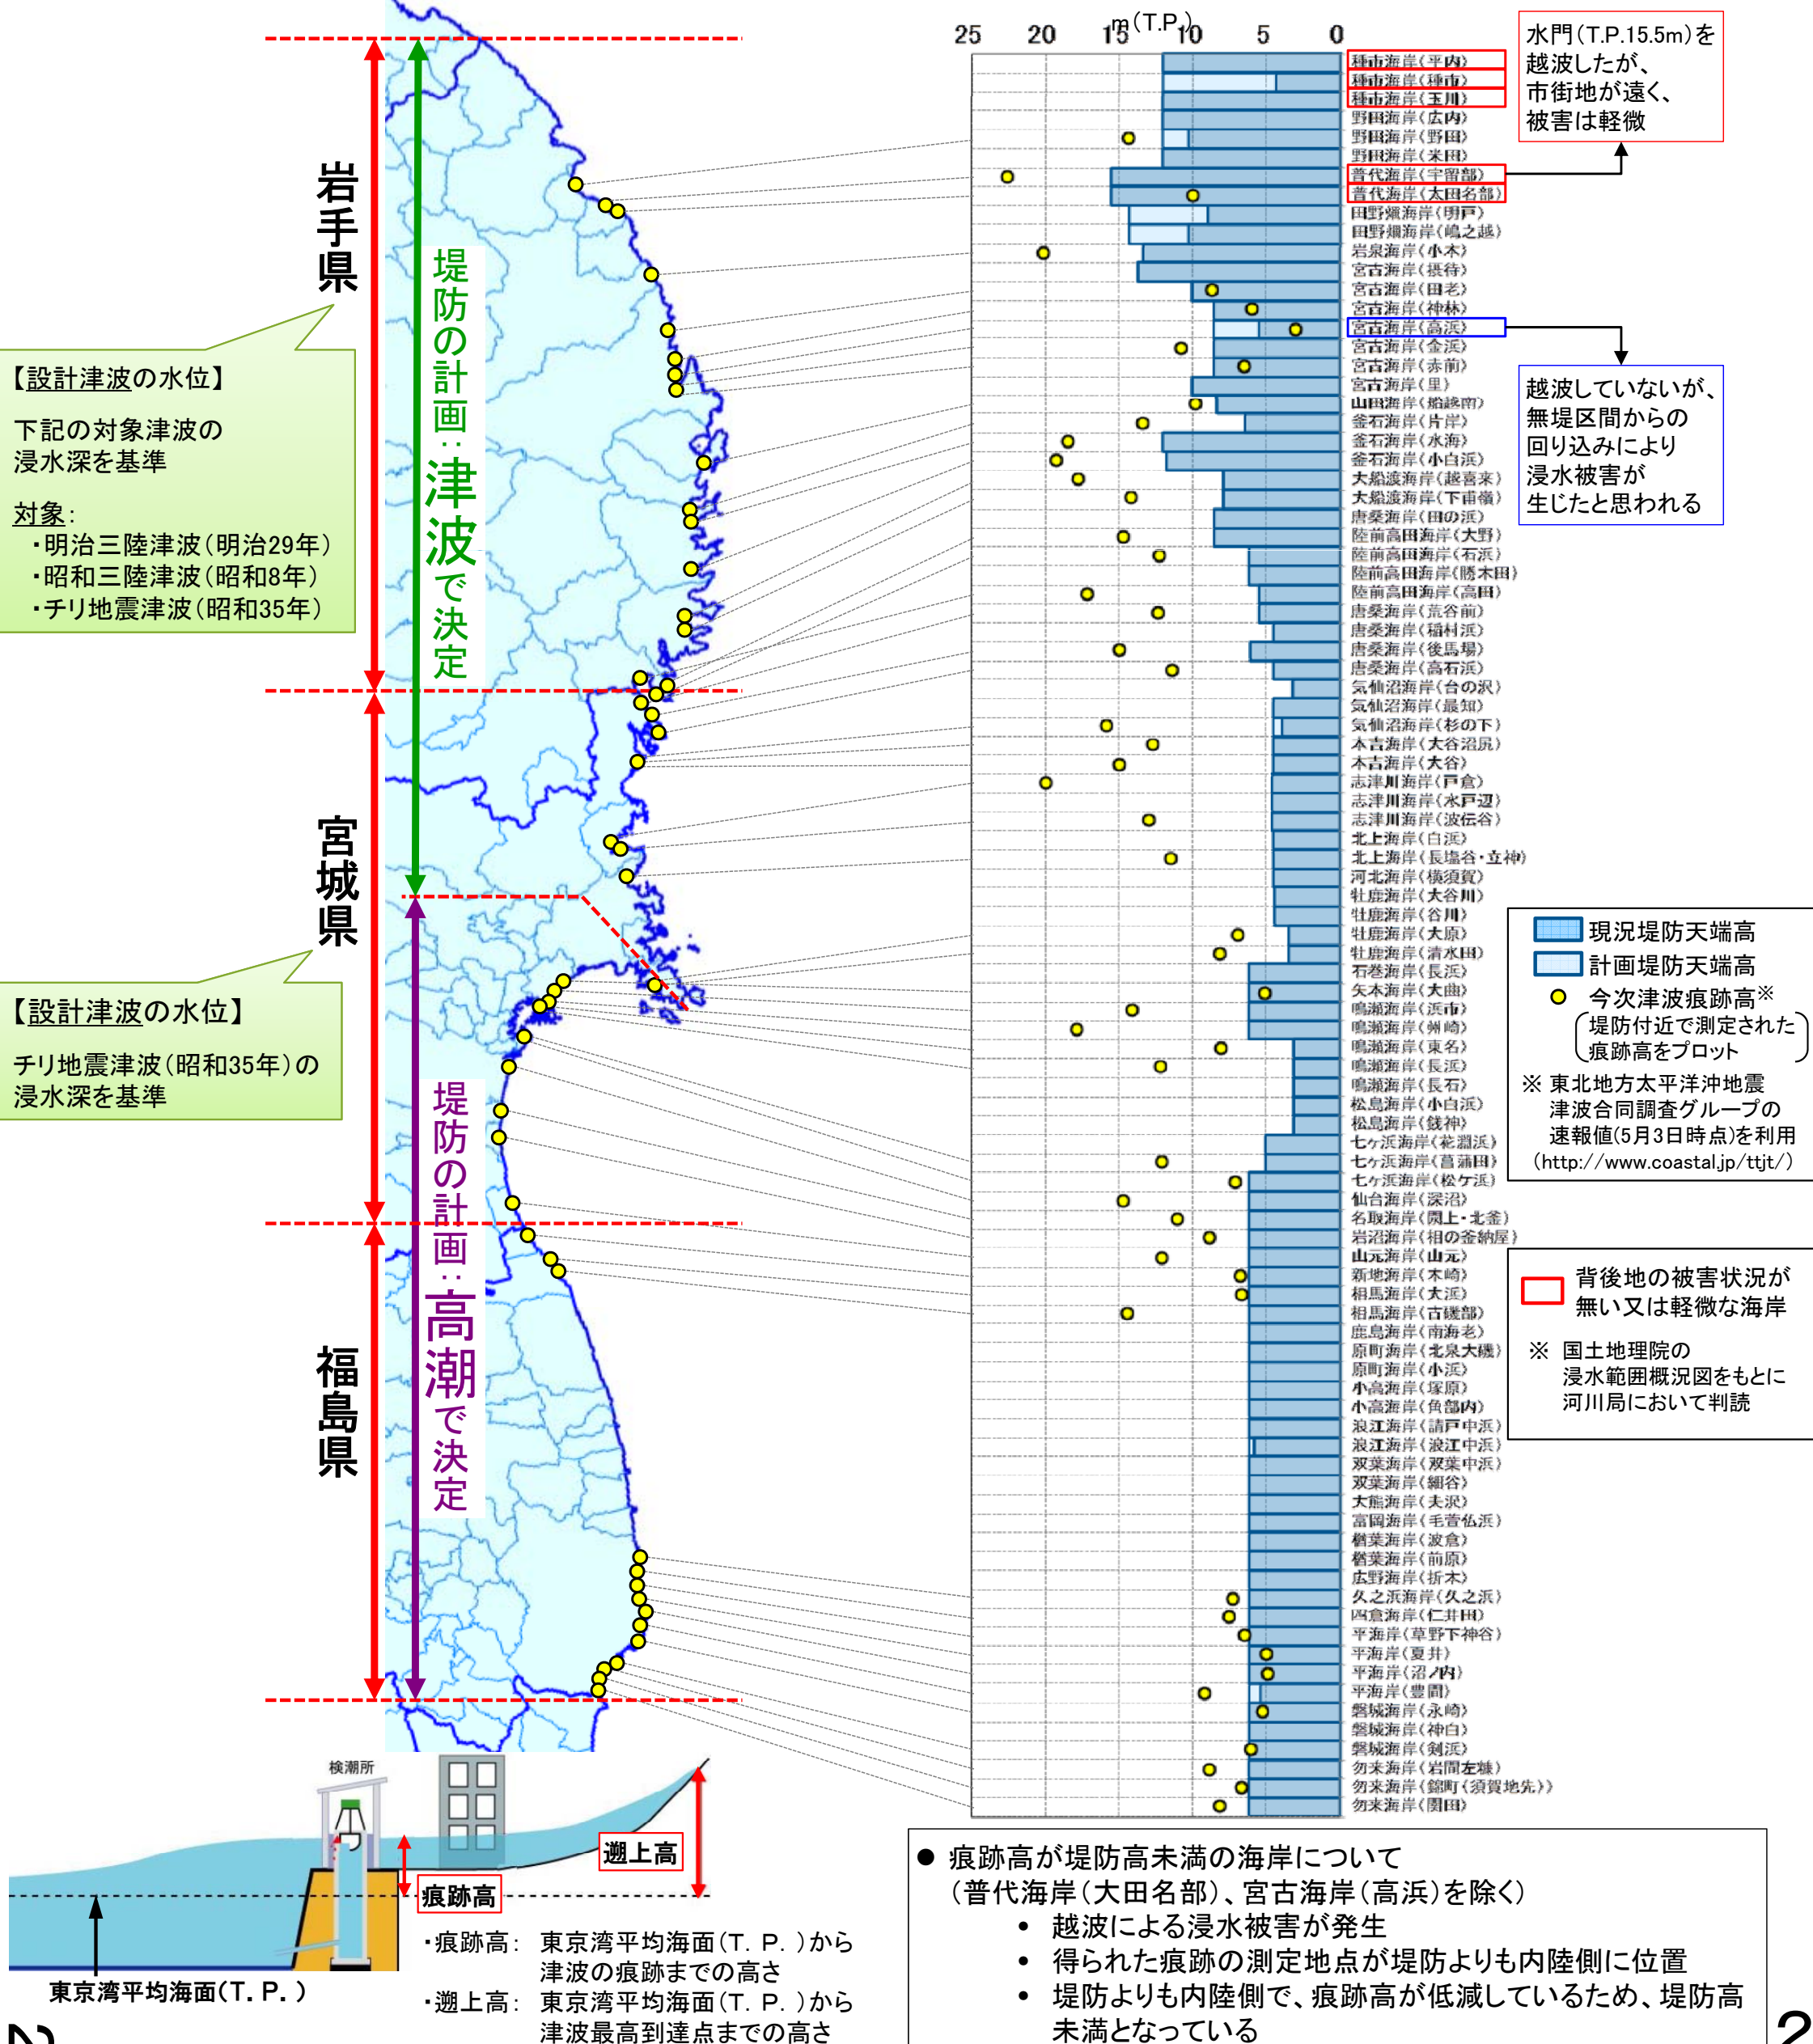 岩手県
宮城県
福島県
堤防の計画：津波で決定
堤防の計画：高潮で決定
【設計津波の水位】
下記の対象津波の
浸水深を基準
対象：
・明治三陸津波（明治29年）
・昭和三陸津波（昭和8年）
・チリ地震津波（昭和35年）
【設計津波の水位】
チリ地震津波（昭和35年）の
浸水深を基準
m（T.P.）
25 20 15 10 5 0
種市海岸（平内）
種市海岸（種市）
種市海岸（玉川）
野田海岸（広内）
野田海岸（野田）
野田海岸（米田）
普代海岸（宇留部）
普代海岸（太田名部）
田野畑海岸（明戸）
田野畑海岸（嶋之越）
岩泉海岸（小本）
宮古海岸（摂待）
宮古海岸（田老）
宮古海岸（神林）
宮古海岸（高浜）
宮古海岸（金浜）
宮古海岸（赤前）
宮古海岸（里）
山田海岸（船越南）
釜石海岸（片岸）
釜石海岸（水海）
釜石海岸（小白浜）
大船渡海岸（越喜来）
大船渡海岸（下甫嶺）
唐桑海岸（田の浜）
陸前高田海岸（大野）
陸前高田海岸（石浜）
陸前高田海岸（勝木田）
陸前高田海岸（高田）
唐桑海岸（荒谷前）
唐桑海岸（稲村浜）
唐桑海岸（後馬場）
唐桑海岸（高石浜）
気仙沼海岸（台の沢）
気仙沼海岸（最知）
気仙沼海岸（杉の下）
本吉海岸（大谷沼尻）
本吉海岸（大谷）
志津川海岸（戸倉）
志津川海岸（水戸辺）
志津川海岸（波伝谷）
北上海岸（白浜）
北上海岸（長塩谷・立神）
河北海岸（横須賀）
牡鹿海岸（大谷川）
牡鹿海岸（谷川）
牡鹿海岸（大原）
牡鹿海岸（清水田）
石巻海岸（長浜）
矢本海岸（大曲）
鳴瀬海岸（浜市）
鳴瀬海岸（州崎）
鳴瀬海岸（東名）
鳴瀬海岸（長浜）
鳴瀬海岸（長石）
松島海岸（小白浜）
松島海岸（銭神）
七ヶ浜海岸（花淵浜）
七ヶ浜海岸（菖蒲田）
七ヶ浜海岸（松ケ浜）
仙台海岸（深沼）
名取海岸（閖上・北釜）
岩沼海岸（相の釜納屋）
山元海岸（山元）
新地海岸（木崎）
相馬海岸（大浜）
相馬海岸（古磯部）
鹿島海岸（南海老）
原町海岸（北泉大磯）
原町海岸（小浜）
小高海岸（塚原）
小高海岸（角部内）
浪江海岸（請戸中浜）
浪江海岸（浪江中浜）
双葉海岸（双葉中浜）
双葉海岸（細谷）
大熊海岸（夫沢）
富岡海岸（毛萱仏浜）
楢葉海岸（波倉）
楢葉海岸（前原）
広野海岸（折木）
久之浜海岸（久之浜）
四倉海岸（仁井田）
平海岸（草野下神谷）
平海岸（夏井）
平海岸（沼ノ内）
平海岸（豊間）
磐城海岸（永崎）
磐城海岸（神白）
磐城海岸（剣浜）
勿来海岸（岩間左糠）
勿来海岸（錦町（須賀地先））
勿来海岸（関田）
水門（T.P.15.5m）を
越波したが、
市街地が遠く、
被害は軽微
越波していないが、
無堤区間からの
回り込みにより
浸水被害が
生じたと思われる
現況堤防天端高
計画堤防天端高
今次津波痕跡高※
堤防付近で測定された
痕跡高をプロット
※ 東北地方太平洋沖地震
津波合同調査グループの
速報値(5月3日時点)を利用
（http://www.coastal.jp/ttjt/）
背後地の被害状況が
無い又は軽微な海岸
※ 国土地理院の
浸水範囲概況図をもとに
河川局において判読
検潮所
遡上高
痕跡高
東京湾平均海面（T. P. ）
・痕跡高： 東京湾平均海面（T. P. ）から
津波の痕跡までの高さ
・遡上高： 東京湾平均海面（T. P. ）から
津波最高到達点までの高さ
● 痕跡高が堤防高未満の海岸について
（普代海岸（大田名部）、宮古海岸（高浜）を除く）
• 越波による浸水被害が発生
• 得られた痕跡の測定地点が堤防よりも内陸側に位置
• 堤防よりも内陸側で、痕跡高が低減しているため、堤防高
未満となっている
2
2